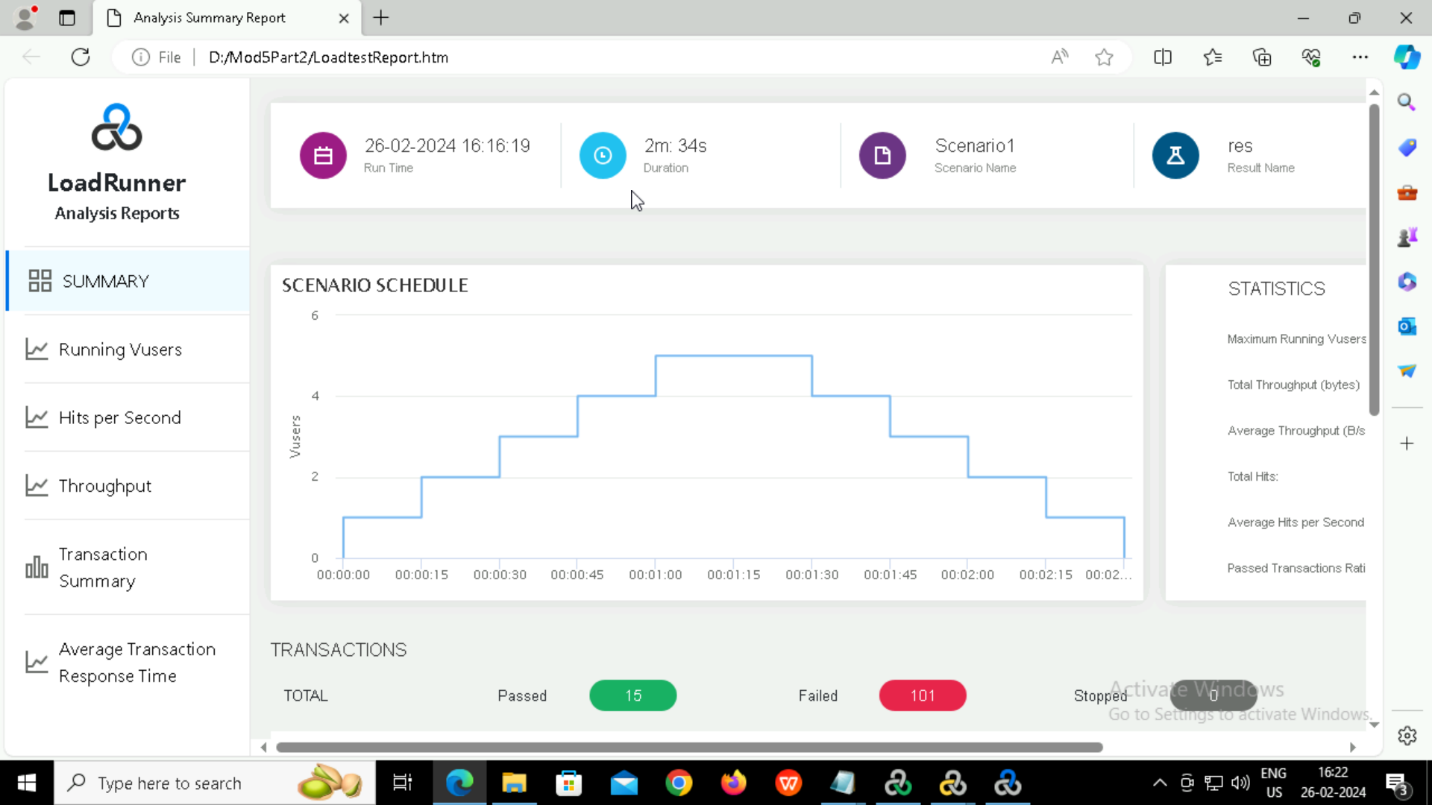 Analysis Summary Report
File
D:/Mod5Part2/LoadtestReport.htm
LoadRunner
Analysis Reports
SUMMARY
Running Vusers
Hits per Second
Throughput
Transaction
Summary
Average Transaction
Response Time
26-02-2024 16:16:19
Run Time
2m: 34s
Duration
Scenario1
Scenario Name
res
Result Name
SCENARIO SCHEDULE
6
4
2
0
Vusers
00:00:00 00:00:15 00:00:30 00:00:45 00:01:00 00:01:15 00:01:30 00:01:45 00:02:00 00:02:15 00:02...
STATISTICS
Maximum Running Vusers
Total Throughput (bytes)
Average Throughput (B/s
Total Hits:
Average Hits per Second
Passed Transactions Rati
TRANSACTIONS
TOTAL Passed 15 Failed 101 Stopped 0
Activate Windows
Go to Settings to activate Windows.
Type here to search
ENG
US
16:22
26-02-2024
3